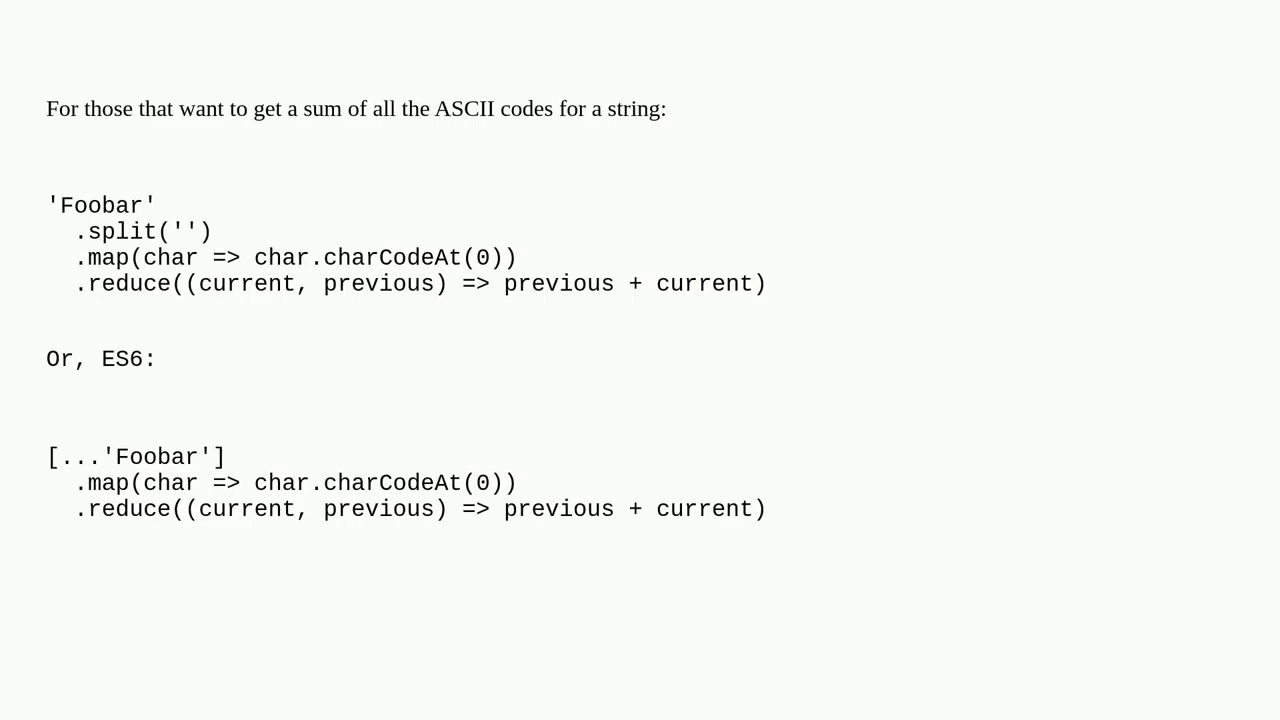 For those that want to get a sum of all the ASCII codes for a string:
'Foobar'
  .split('')
  .map(char => char.charCodeAt(0))
  .reduce((current, previous) => previous + current)
Or, ES6:
[...'Foobar']
  .map(char => char.charCodeAt(0))
  .reduce((current, previous) => previous + current)